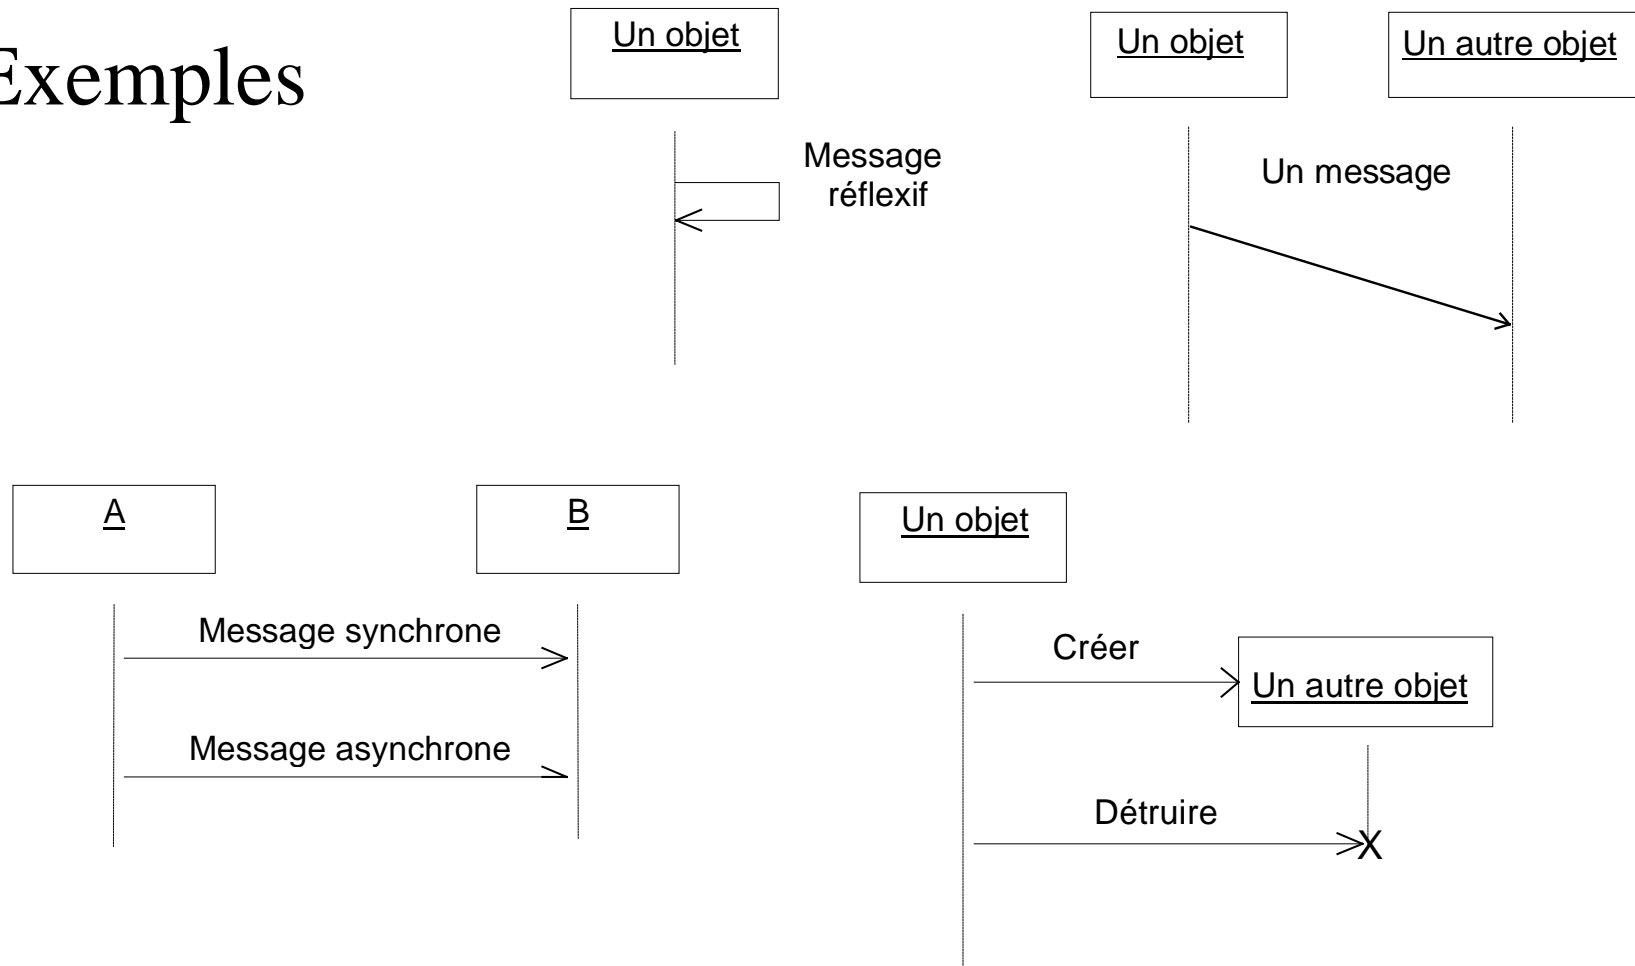 Exemples
Un objet
Message
réflexif
Un objet
Un autre objet
Un message
A
B
Message synchrone
Message asynchrone
Un objet
Créer
Un autre objet
Détruire
X